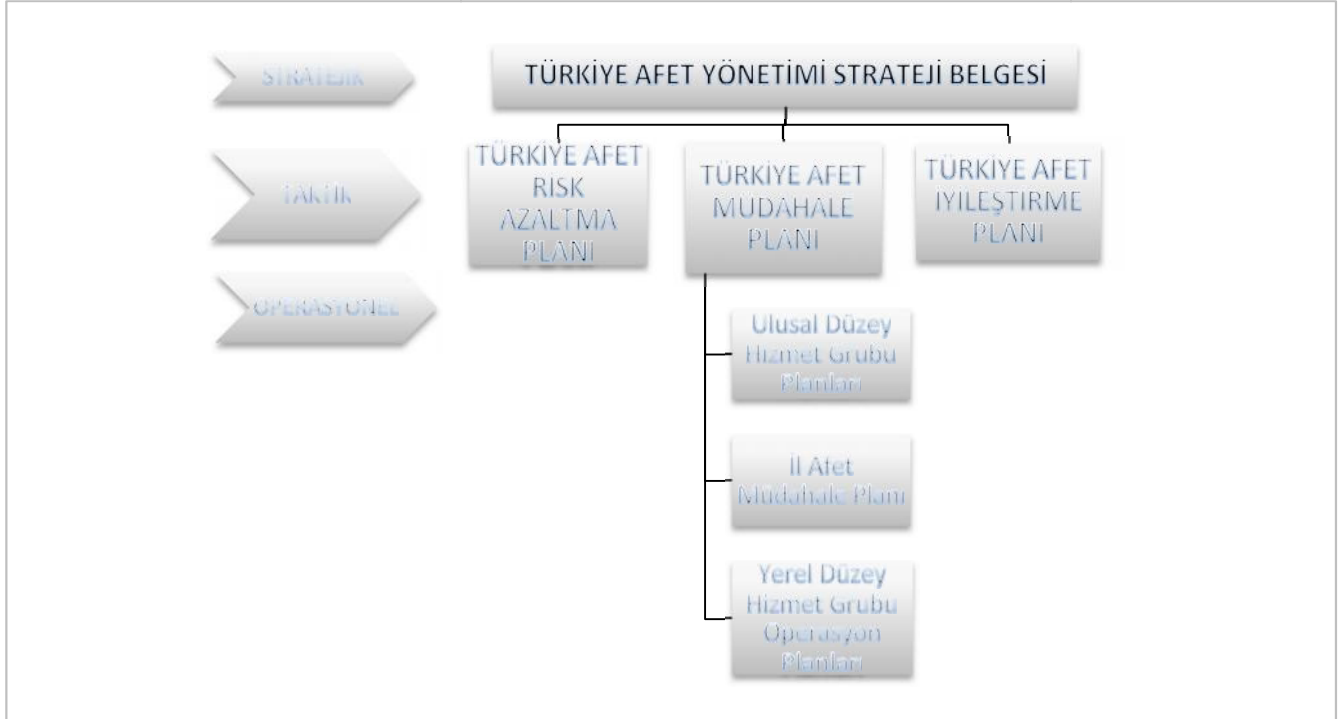 STRATEJİK
TÜRKİYE AFET YÖNETİMİ STRATEJİ BELGESİ
TAKTİK
TÜRKİYE AFET
RİSK
AZALTMA
PLANI
TÜRKİYE AFET
MÜDAHALE
PLANI
TÜRKİYE AFET
İYİLEŞTİRME
PLANI
OPERASYONEL
Ulusal Düzey
Hizmet Grubu
Planları
İl Afet
Müdahale Planı
Yerel Düzey
Hizmet Grubu
Operasyon
Planları